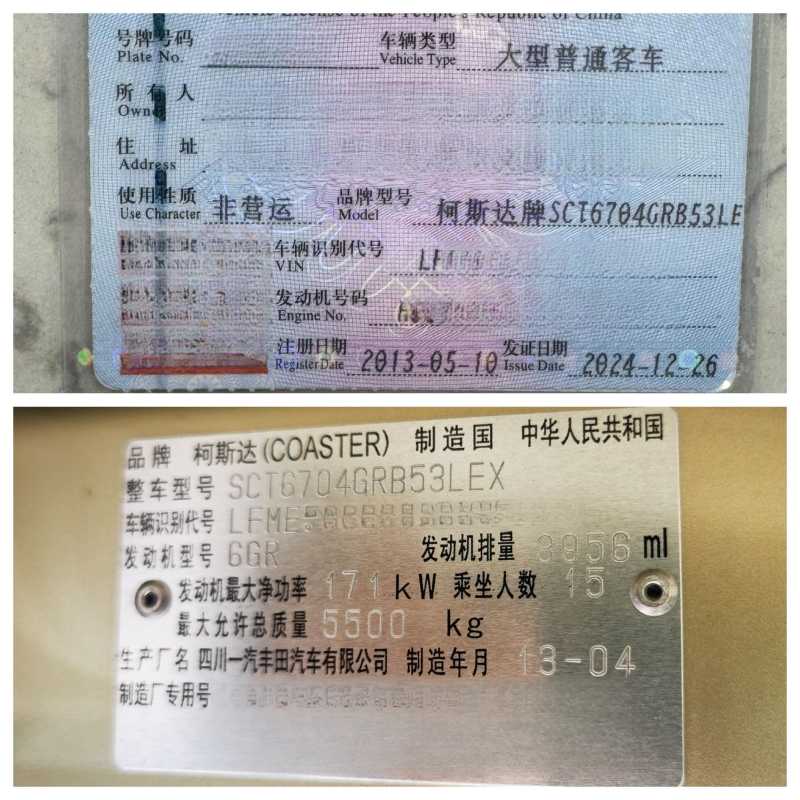 Vehicle License of the People's Republic of China
号牌号码 车辆类型 大型普通客车
Plate No. Vehicle Type
所有人
Owner
住址
Address
使用性质 非营运 品牌型号 柯斯达牌SCT6704GRB53LE
Use Character Model
车辆识别代号
VIN
发动机号码
Engine No.
注册日期 2013-05-10 发证日期 2024-12-26
Register Date Issue Date
品牌 柯斯达(COASTER) 制造国 中华人民共和国
整车型号 SCT6704GRB53LEX
车辆识别代号
发动机型号 6GR 发动机排量 3956 ml
发动机最大净功率 171 kW 乘坐人数 15
最大允许总质量 5500 kg
生产厂名 四川一汽丰田汽车有限公司 制造年月 13-04
制造厂专用号